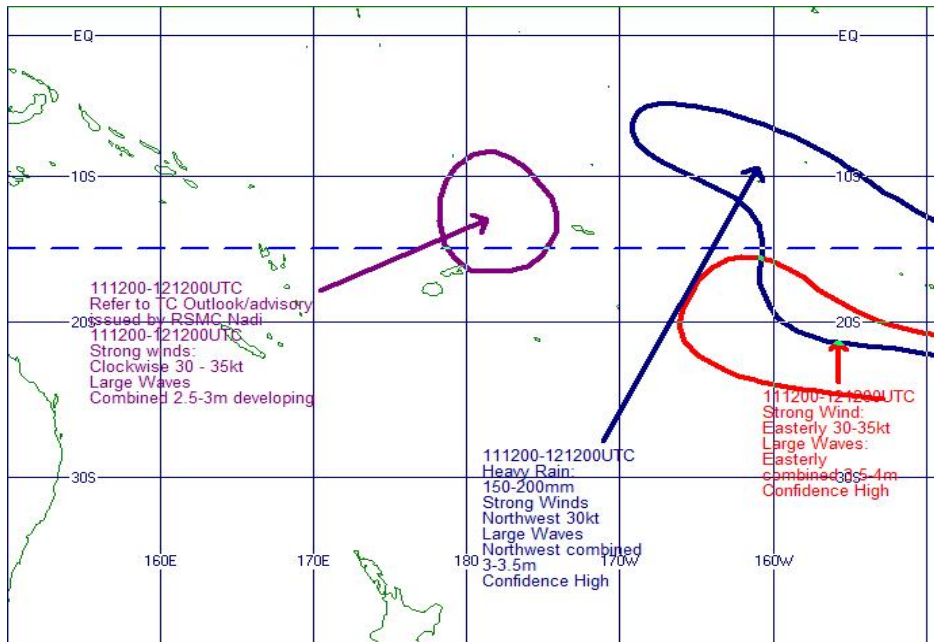 EQ
EQ
10S
10S
111200-121200UTC
Refer to TC Outlook/advisory
issued by RSMC Nadi
111200-121200UTC
Strong winds:
Clockwise 30 - 35kt
Large Waves
Combined 2.5-3m developing
20S
20S
111200-121200UTC
Strong Wind:
Easterly 30-35kt
Large Waves:
Easterly
combined 3.5-4m
Confidence High
111200-121200UTC
Heavy Rain:
150-200mm
Strong Winds
Northwest 30kt
Large Waves
Northwest combined
3-3.5m
Confidence High
30S
30S
160E
170E
180
170W
160W